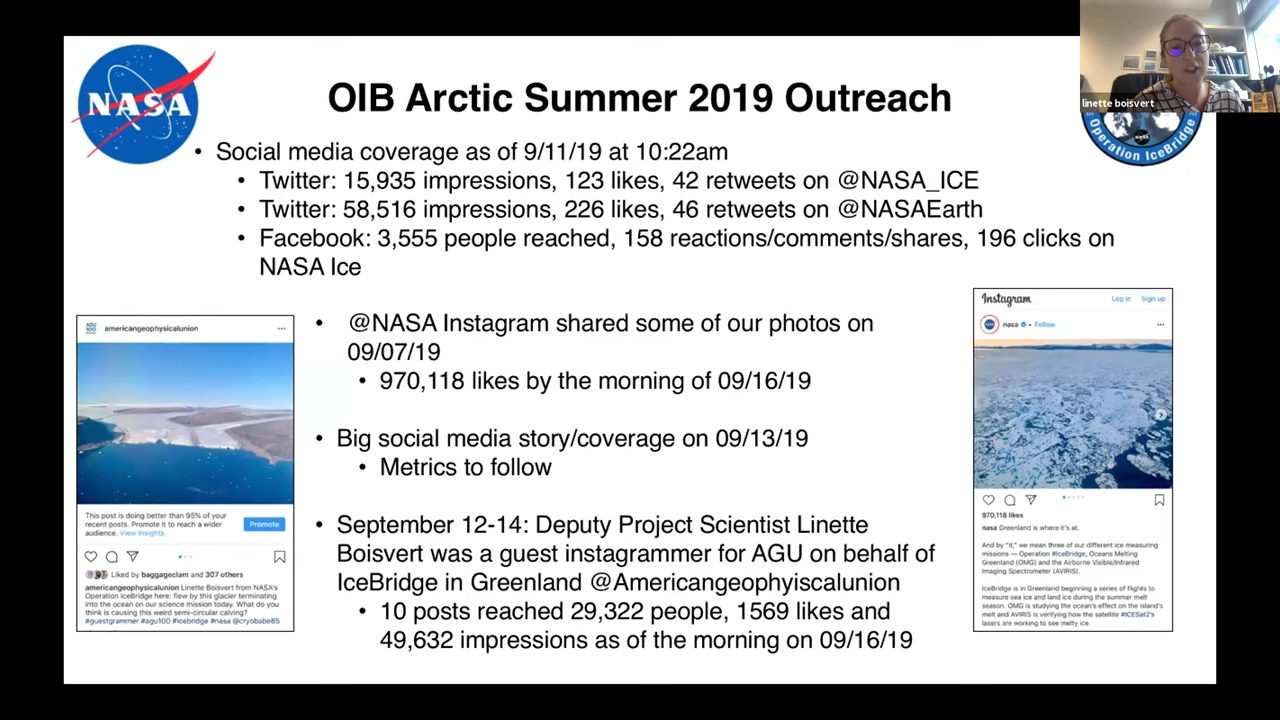 NASA
OIB Arctic Summer 2019 Outreach
linette boisvert
Operation IceBridge
• Social media coverage as of 9/11/19 at 10:22am
• Twitter: 15,935 impressions, 123 likes, 42 retweets on @NASA_ICE
• Twitter: 58,516 impressions, 226 likes, 46 retweets on @NASAEarth
• Facebook: 3,555 people reached, 158 reactions/comments/shares, 196 clicks on
NASA Ice
• @NASA Instagram shared some of our photos on
09/07/19
• 970,118 likes by the morning of 09/16/19
• Big social media story/coverage on 09/13/19
• Metrics to follow
• September 12-14: Deputy Project Scientist Linette
Boisvert was a guest instagrammer for AGU on behalf of
IceBridge in Greenland @Americangeophyiscalunion
• 10 posts reached 29,322 people, 1569 likes and
49,632 impressions as of the morning on 09/16/19
AGU
100
americangeophysicalunion
This post is doing better than 95% of your
recent posts. Promote it to reach a wider
audience. View Insights
Promote
Liked by baggageclam and 307 others
americangeophysicalunion Linette Boisvert from NASA's
Operation IceBridge here: flew by this glacier terminating
into the ocean on our science mission today. What do you
think is causing this weird semi-circular calving?
#guestgrammer #agu100 #icebridge #nasa @cryobabe85
Instagram
Log in Sign up
nasa • Follow
970,118 likes
nasa Greenland is where it's at.
And by "it," we mean three of our different ice measuring
missions — Operation #IceBridge, Oceans Melting
Greenland (OMG) and the Airborne Visible/Infrared
Imaging Spectrometer (AVIRIS).
IceBridge is in Greenland beginning a series of flights to
measure sea ice and land ice during the summer melt
season. OMG is studying the ocean's effect on the island's
melt and AVIRIS is verifying how the satellite #ICESat2's
lasers are working to see melty ice.